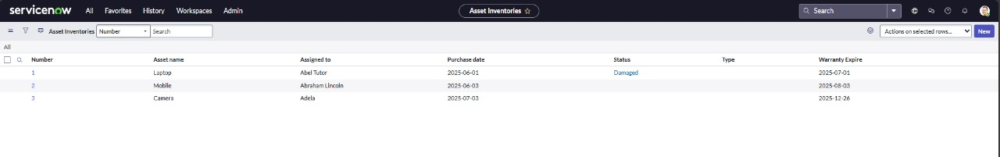 servicenow All Favorites History Workspaces Admin Asset Inventories Search
Asset Inventories Number Search Actions on selected rows... New
All
Number Asset name Assigned to Purchase date Status Type Warranty Expire
1 Laptop Abel Tutor 2025-06-01 Damaged 2025-07-01
2 Mobile Abraham Lincoln 2025-06-03 2025-08-03
3 Camera Adela 2025-07-03 2025-12-26